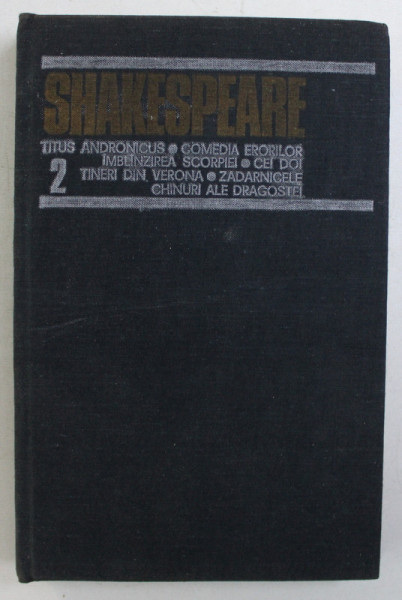 SHAKESPEARE
TITUS ANDRONICUS • COMEDIA ERORILOR
ÎMBLÎNZIREA SCORPIEI • CEI DOI
2 TINERI DIN VERONA • ZADARNICELE
CHINURI ALE DRAGOSTEI